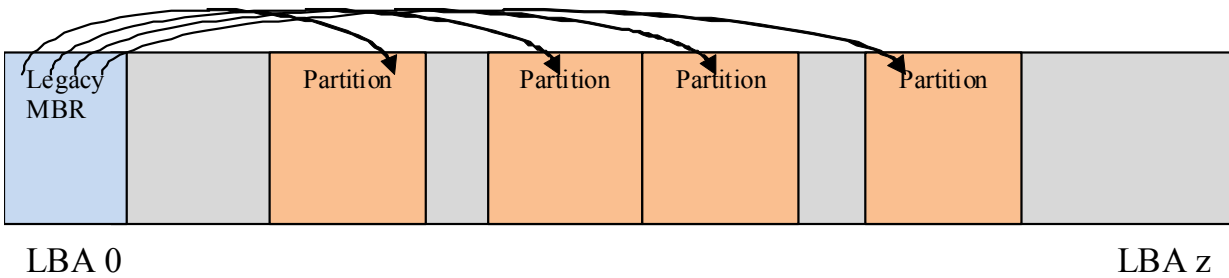 Legacy
MBR
Partition
Partition
Partition
Partition
LBA 0
LBA z